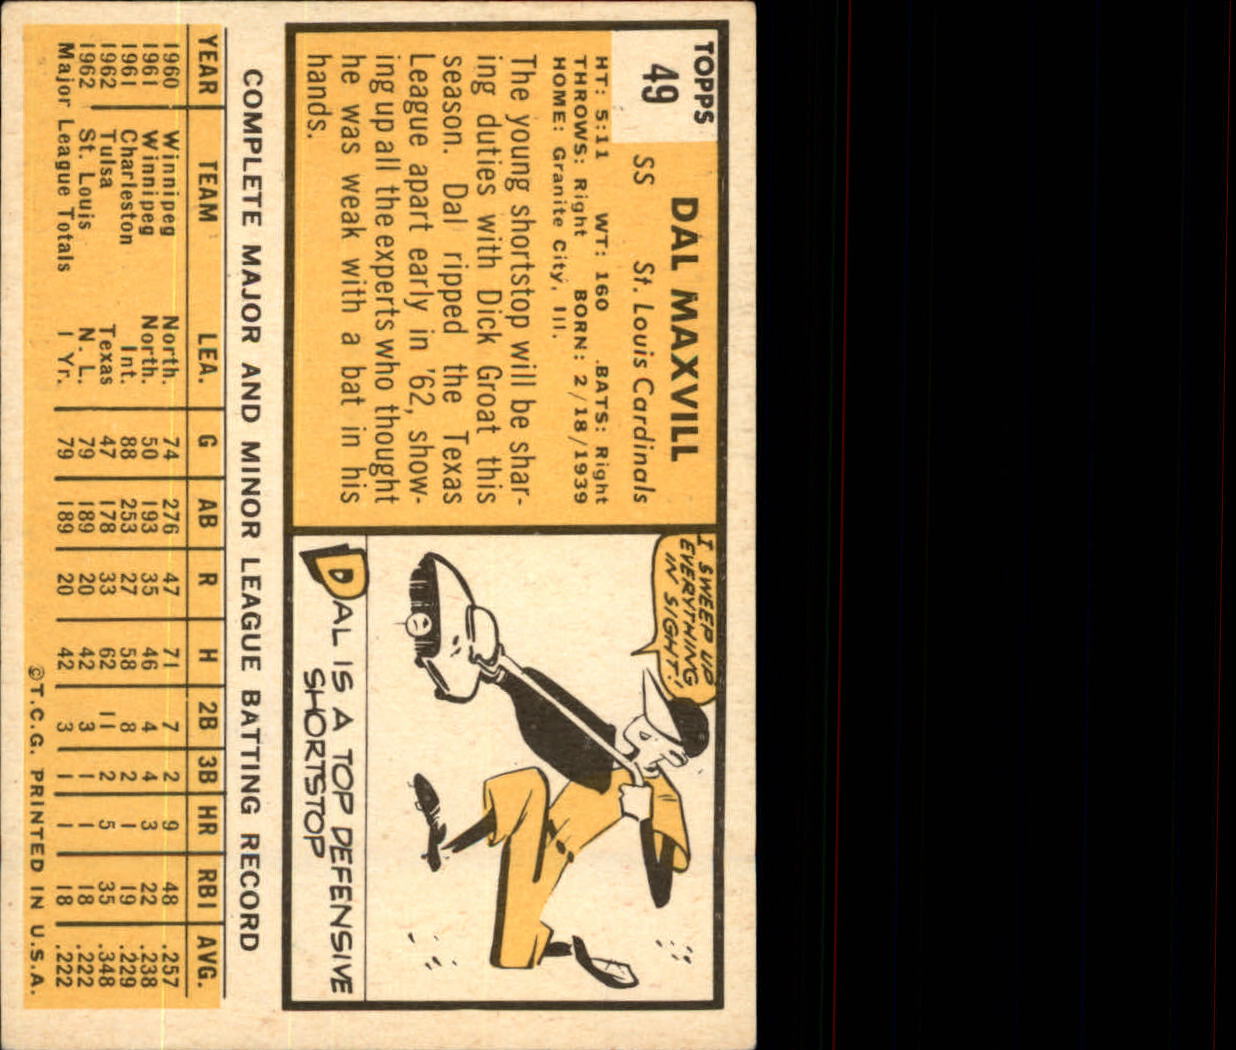 TOPPS
49
DAL MAXVILL
SS St. Louis Cardinals
HT: 5:11 WT: 160 BATS: Right
THROWS: Right BORN: 2/18/1939
HOME: Granite City, Ill.
The young shortstop will be shar-
ing duties with Dick Groat this
season. Dal ripped the Texas
League apart early in '62, show-
ing up all the experts who thought
he was weak with a bat in his
hands.
I SWEEP UP
EVERYTHING
IN SIGHT!
DAL IS A TOP DEFENSIVE
SHORTSTOP
COMPLETE MAJOR AND MINOR LEAGUE BATTING RECORD
YEAR TEAM LEA. G AB R H 2B 3B HR RBI AVG.
1960 Winnipeg North. 74 276 47 71 7 2 9 48 .257
1961 Winnipeg North. 50 193 35 46 4 4 3 22 .238
1961 Charleston Int. 88 253 27 58 8 2 1 19 .229
1962 Tulsa Texas 47 178 33 62 11 2 5 35 .348
1962 St. Louis N. L. 79 189 20 42 3 1 1 18 .222
Major League Totals 1 Yr. 79 189 20 42 3 1 1 18 .222
©T.C.G. PRINTED IN U.S.A.